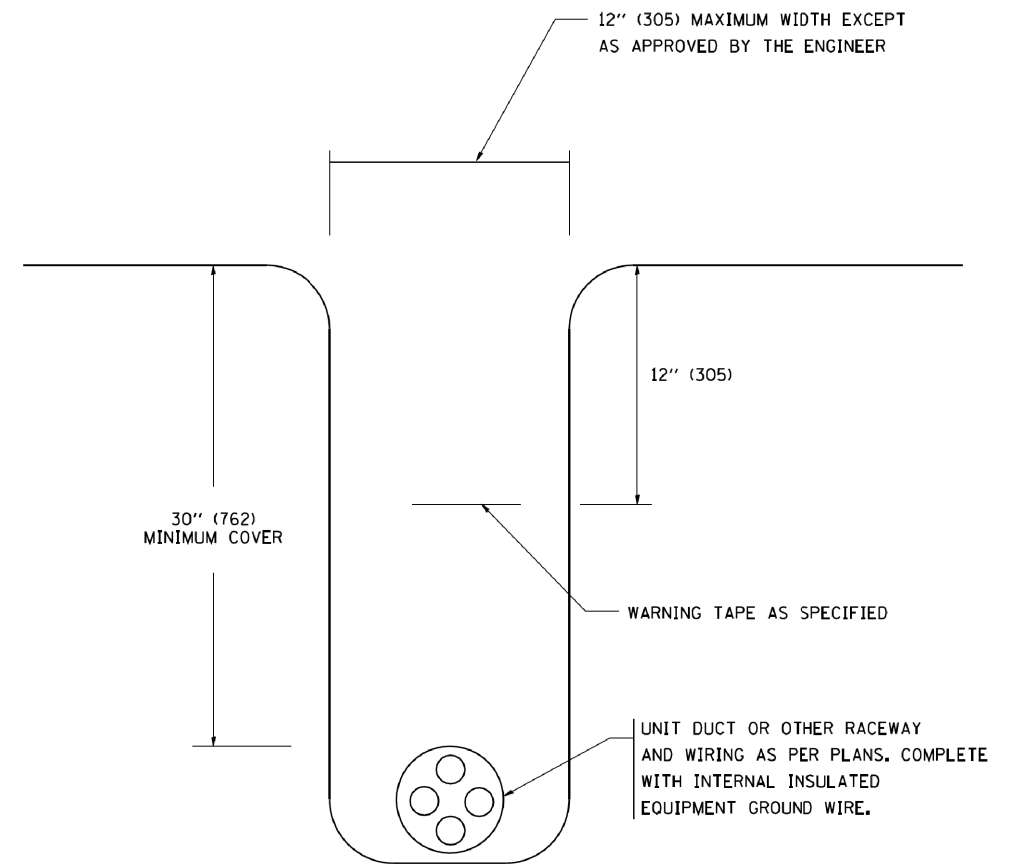 12'' (305) MAXIMUM WIDTH EXCEPT
AS APPROVED BY THE ENGINEER
12'' (305)
30'' (762)
MINIMUM COVER
WARNING TAPE AS SPECIFIED
UNIT DUCT OR OTHER RACEWAY
AND WIRING AS PER PLANS. COMPLETE
WITH INTERNAL INSULATED
EQUIPMENT GROUND WIRE.